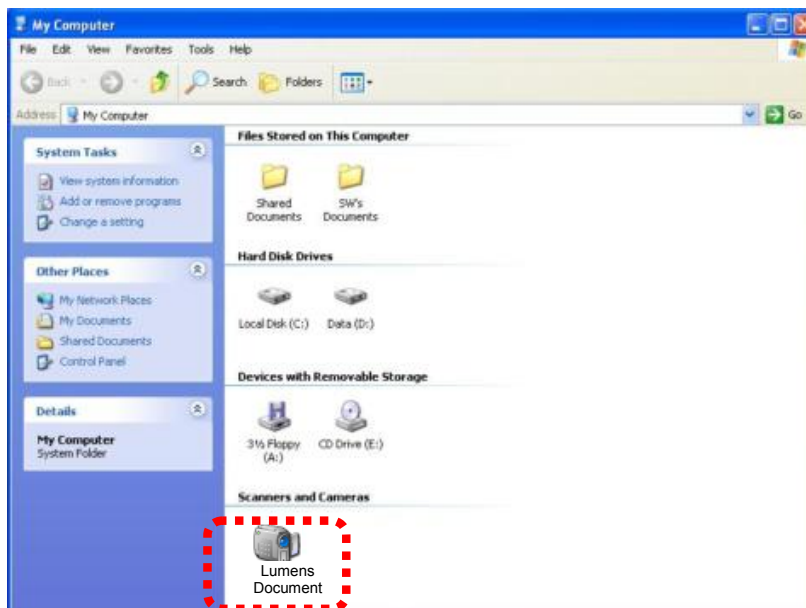 My Computer
File Edit View Favorites Tools Help
Back Search Folders
Address My Computer Go
System Tasks
View system information
Add or remove programs
Change a setting
Other Places
My Network Places
My Documents
Shared Documents
Control Panel
Details
My Computer
System Folder
Files Stored on This Computer
Shared Documents
SW's Documents
Hard Disk Drives
Local Disk (C:) Data (D:)
Devices with Removable Storage
3½ Floppy (A:)
CD Drive (E:)
Scanners and Cameras
Lumens
Document